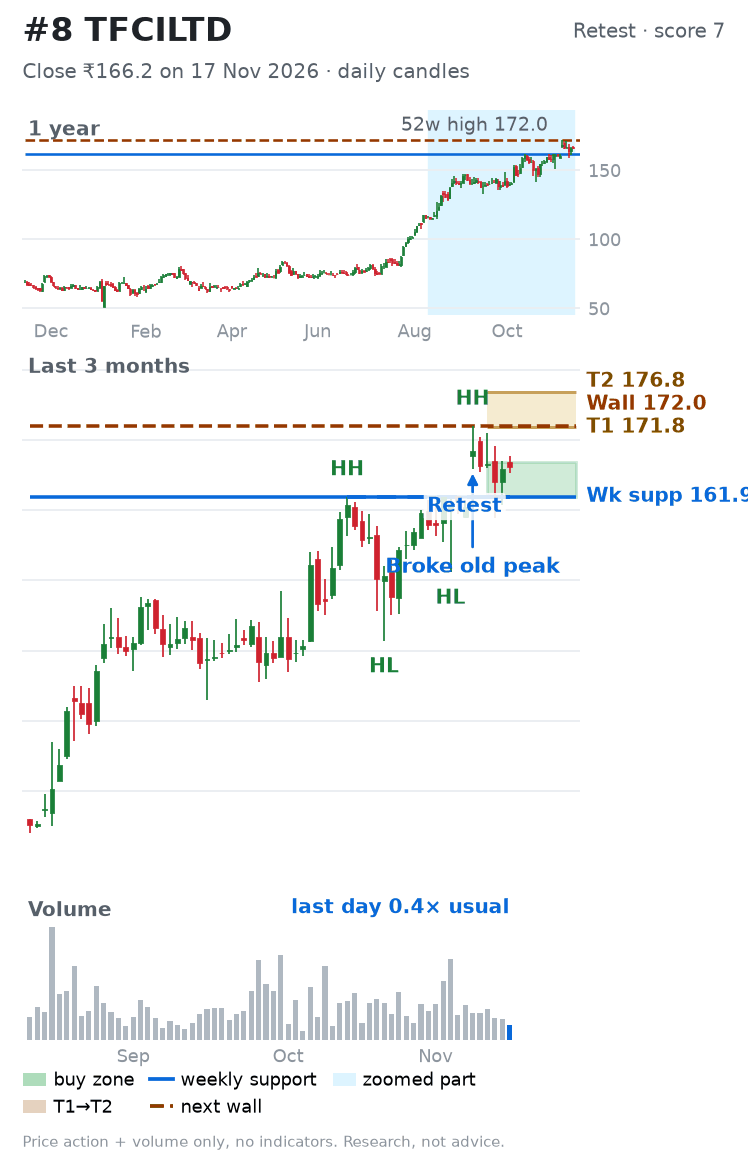 #8 TFCILTD
Retest · score 7
Close ₹166.2 on 17 Nov 2026 · daily candles
1 year
52w high 172.0
150
100
50
Dec Feb Apr Jun Aug Oct
Last 3 months
T2 176.8
Wall 172.0
T1 171.8
HH
HH
Wk supp 161.9
Retest
Broke old peak
HL
HL
Volume
last day 0.4× usual
Sep Oct Nov
buy zone weekly support zoomed part
T1→T2 next wall
Price action + volume only, no indicators. Research, not advice.